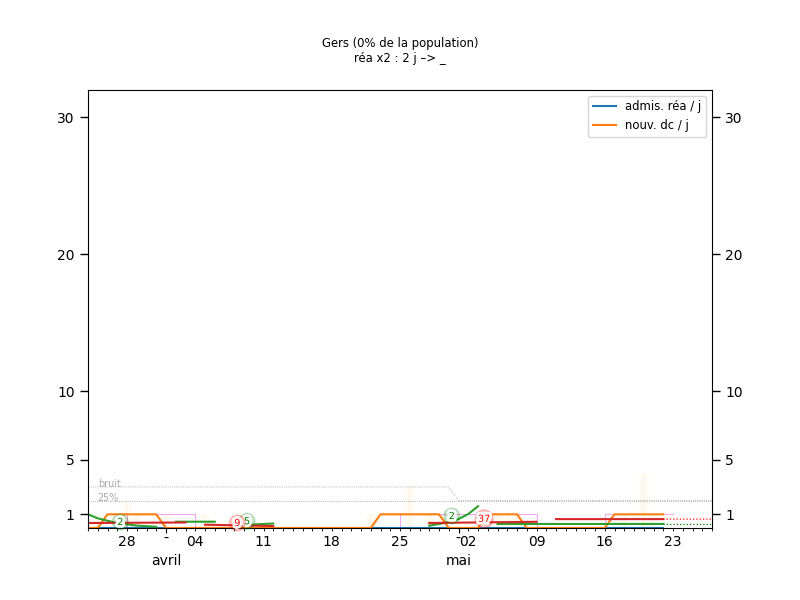 Gers (0% de la population)
réa x2 : 2 j –> _
admis. réa / j
nouv. dc / j
30 30
20 20
10 10
5 5
bruit
25%
1 1
2 9 5 2 37
28 04 11 18 25 02 09 16 23
avril mai